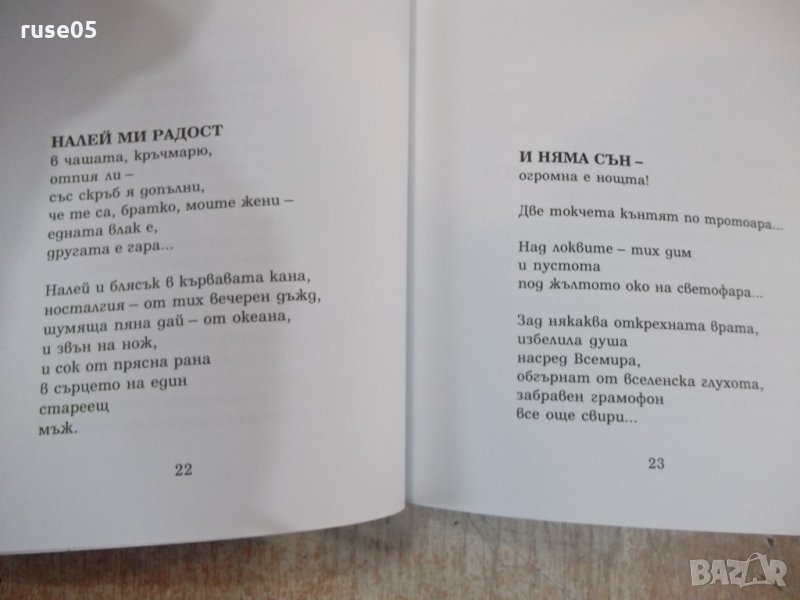 ruse05
НАЛЕЙ МИ РАДОСТ
в чашата, кръчмарю,
отпия ли –
със скръб я допълни,
че те са, братко, моите жени –
едната влак е,
другата е гара...
Налей и блясък в кървавата кана,
носталгия – от тих вечерен дъжд,
шумяща пяна дай – от океана,
и звън на нож,
и сок от прясна рана
в сърцето на един
стареещ
мъж.
22
И НЯМА СЪН –
огромна е нощта!
Две токчета кънтят по тротоара...
Над локвите – тих дим
и пустота
под жълтото око на светофара...
Зад някаква открехната врата,
избелила душа
насред Всемира,
обгърнат от вселенска глухота,
забравен грамофон
все още свири...
23
BAZAR